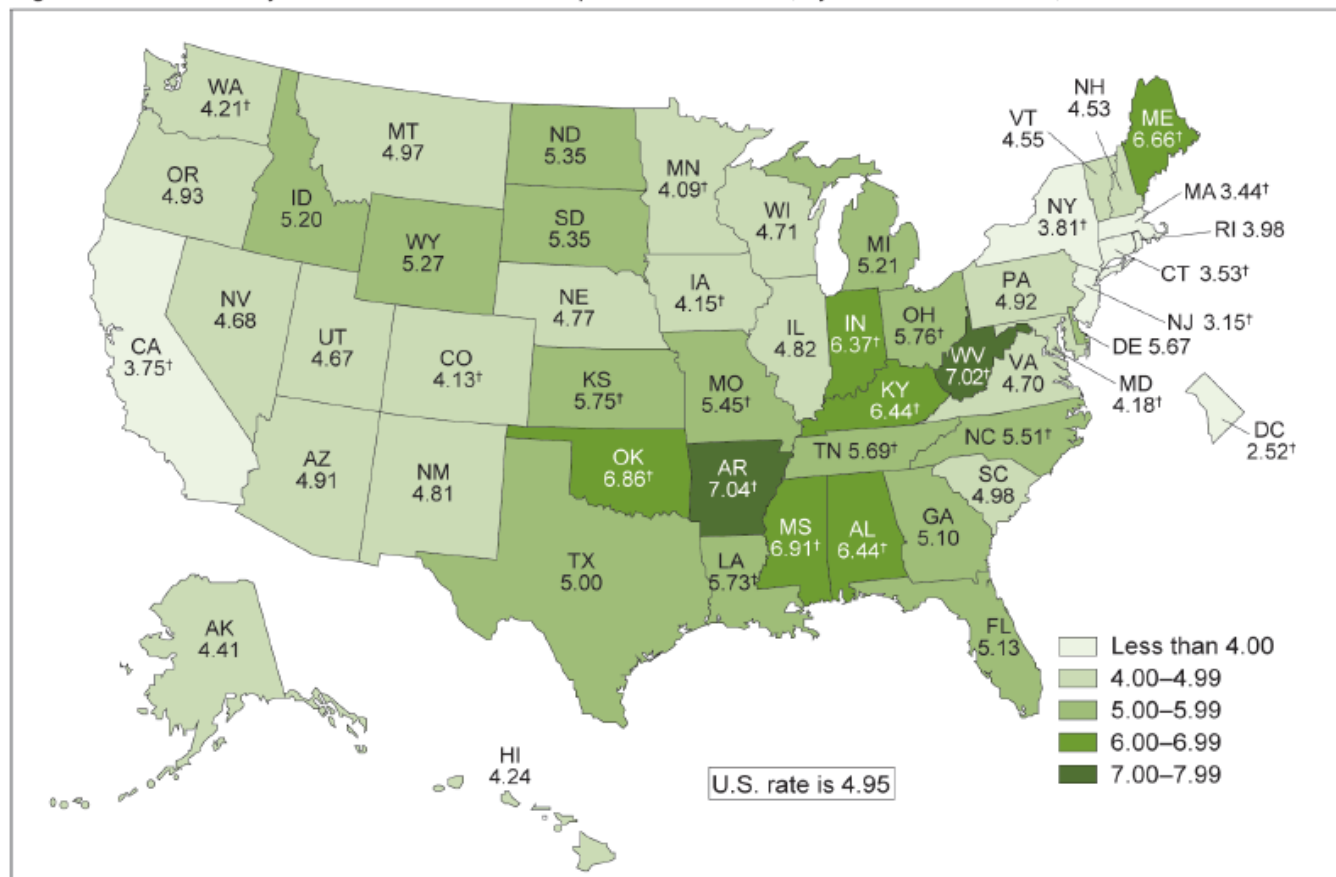 WA
4.21†
MT
4.97
ND
5.35
MN
4.09†
VT
4.55
NH
4.53
ME
6.66†
OR
4.93
ID
5.20
WY
5.27
SD
5.35
WI
4.71
MI
5.21
NY
3.81†
MA 3.44†
RI 3.98
CT 3.53†
NV
4.68
UT
4.67
CO
4.13†
NE
4.77
IA
4.15†
IL
4.82
IN
6.37†
OH
5.76†
PA
4.92
NJ 3.15†
DE 5.67
CA
3.75†
KS
5.75†
MO
5.45†
KY
6.44†
WV
7.02†
VA
4.70
MD
4.18†
DC
2.52†
AZ
4.91
NM
4.81
OK
6.86†
AR
7.04†
TN 5.69†
NC 5.51†
SC
4.98
TX
5.00
LA
5.73†
MS
6.91†
AL
6.44†
GA
5.10
FL
5.13
AK
4.41
HI
4.24
U.S. rate is 4.95
Less than 4.00
4.00–4.99
5.00–5.99
6.00–6.99
7.00–7.99